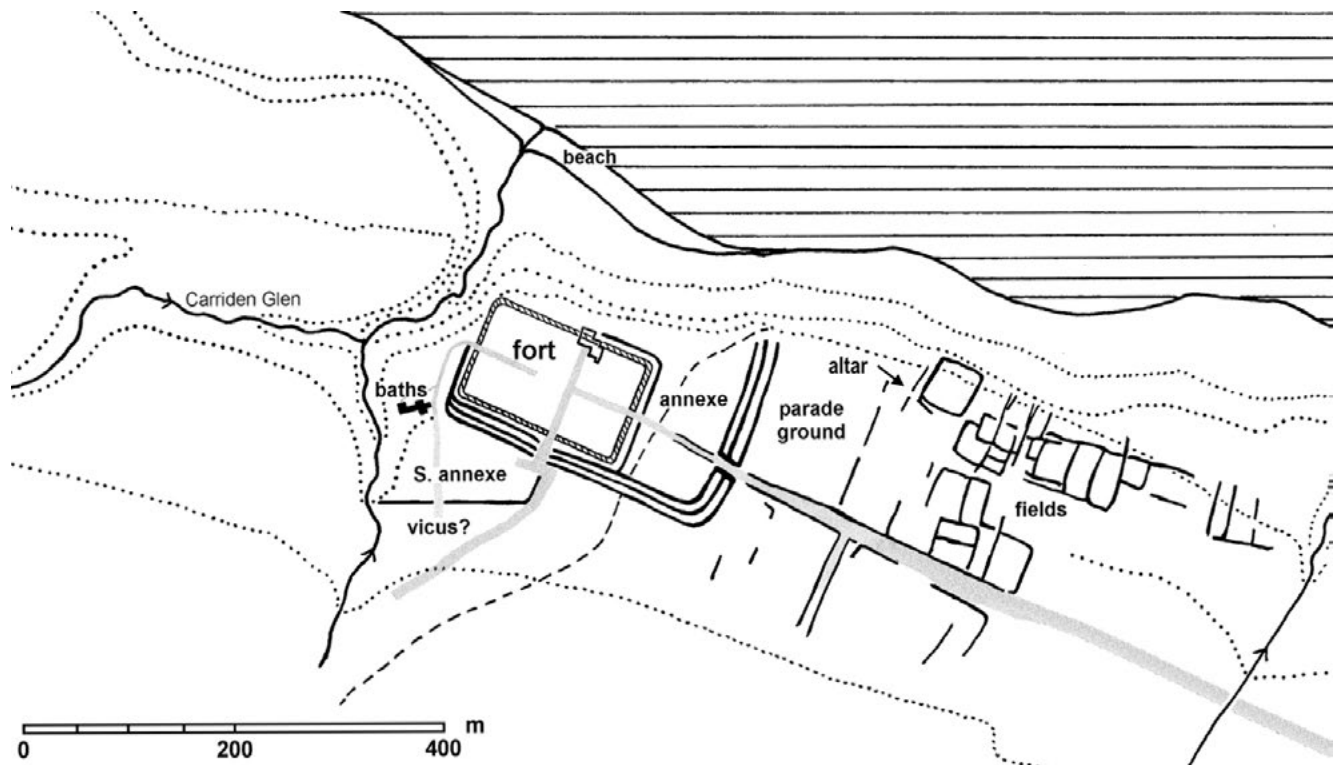 beach
Carriden Glen
fort
altar
baths
annexe
parade
ground
S. annexe
fields
vicus?
m
0
200
400